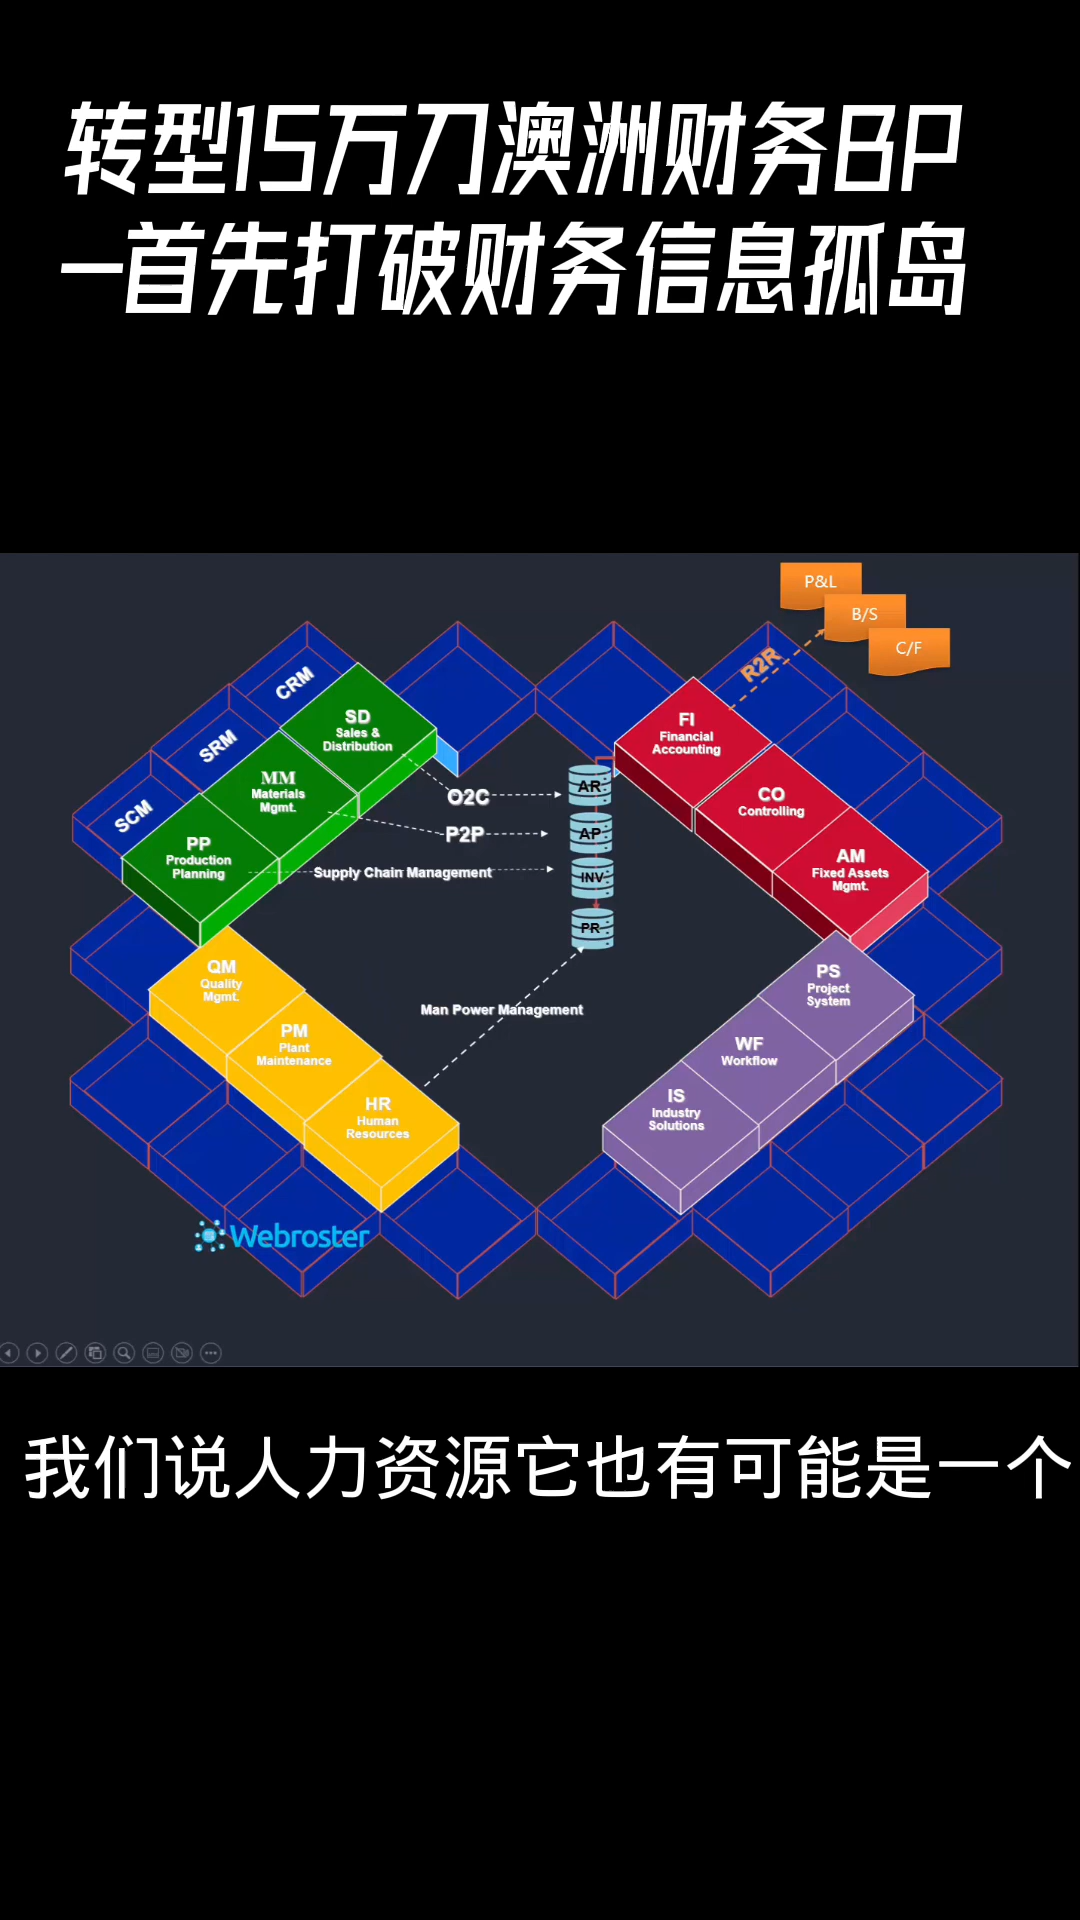 转型15万刀澳洲财务BP
—首先打破财务信息孤岛
P&L
B/S
C/F
R2R
CRM
SRM
SCM
SD
Sales &
Distribution
MM
Materials
Mgmt.
PP
Production
Planning
FI
Financial
Accounting
CO
Controlling
AM
Fixed Assets
Mgmt.
O2C
P2P
Supply Chain Management
AR
AP
INV.
PR
Man Power Management
QM
Quality
Mgmt.
PM
Plant
Maintenance
HR
Human
Resources
PS
Project
System
WF
Workflow
IS
Industry
Solutions
Webroster
我们说人力资源它也有可能是一个